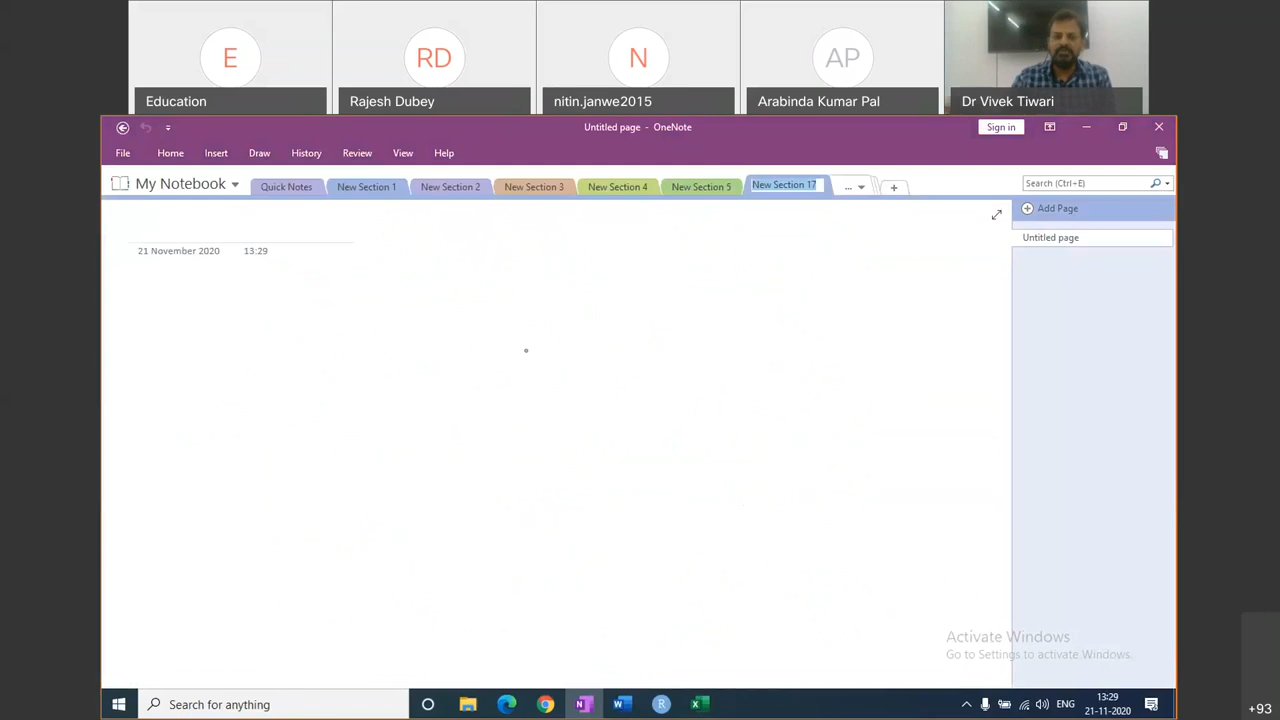 E
RD
N
AP
Education
Rajesh Dubey
nitin.janwe2015
Arabinda Kumar Pal
Dr Vivek Tiwari
Untitled page - OneNote
Sign in
File
Home
Insert
Draw
History
Review
View
Help
My Notebook
Quick Notes
New Section 1
New Section 2
New Section 3
New Section 4
New Section 5
New Section 17
...
Search (Ctrl+E)
Add Page
Untitled page
21 November 2020 13:29
Activate Windows
Go to Settings to activate Windows.
Search for anything
ENG
13:29
21-11-2020
+93